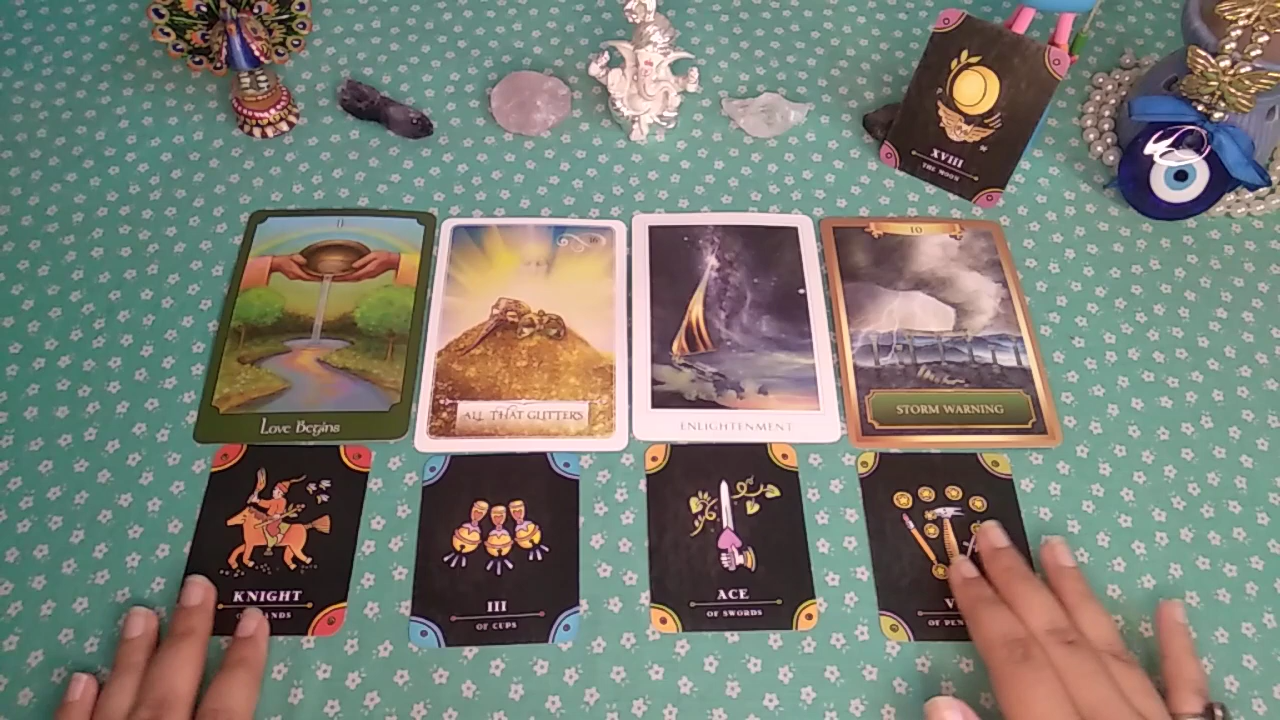 XVIII
THE MOON
II
Love Begins
36
ALL THAT GLITTERS
ENLIGHTENMENT
10
STORM WARNING
KNIGHT
III
OF CUPS
ACE
OF SWORDS